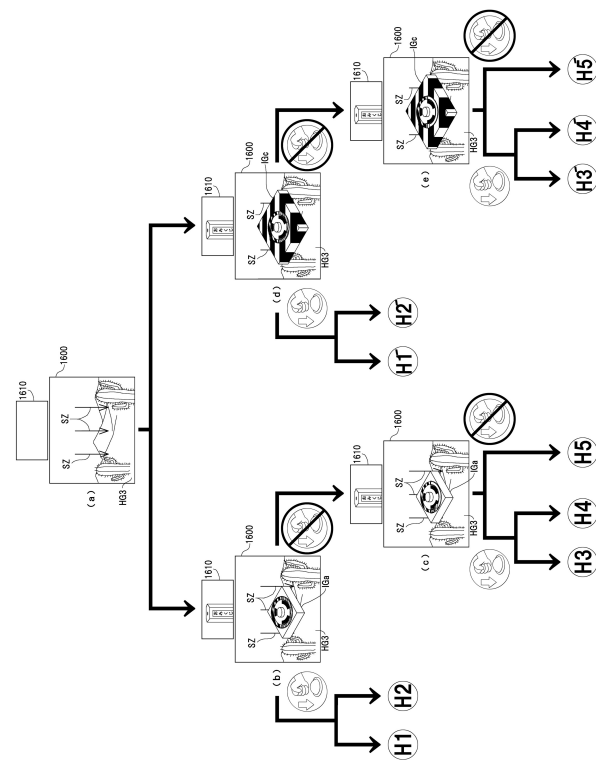 1610
1600
SZ
SZ
HG3
(a)
1610
1600
SZ
SZ
IGa
HG3
(b)
1610
1600
SZ
SZ
IGc
HG3
(d)
1610
1600
SZ
SZ
IGa
HG3
(c)
1610
1600
SZ
SZ
IGc
HG3
(e)
H1
H2
H3
H4
H5
H1'
H2'
H3'
H4'
H5'